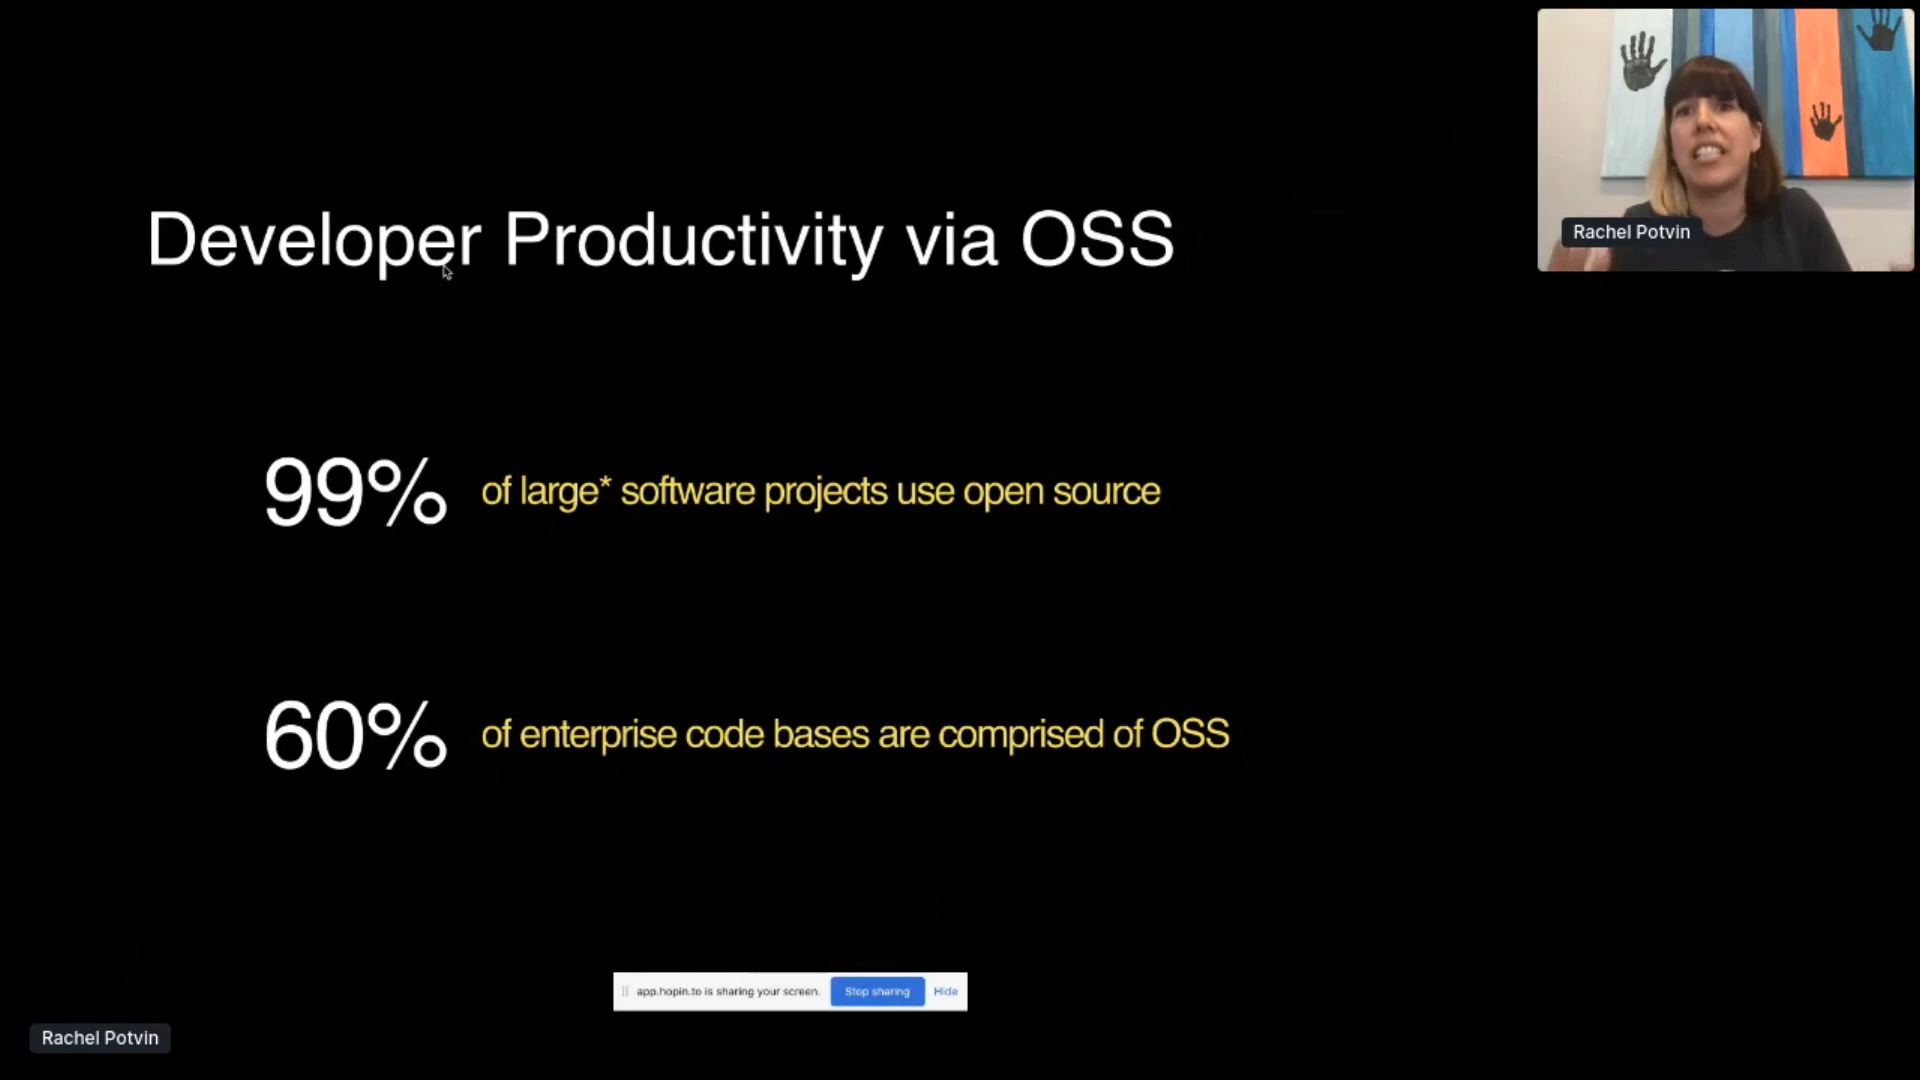 Rachel Potvin
Developer Productivity via OSS
99% of large* software projects use open source
60% of enterprise code bases are comprised of OSS
app.hopin.to is sharing your screen. Stop sharing Hide
Rachel Potvin